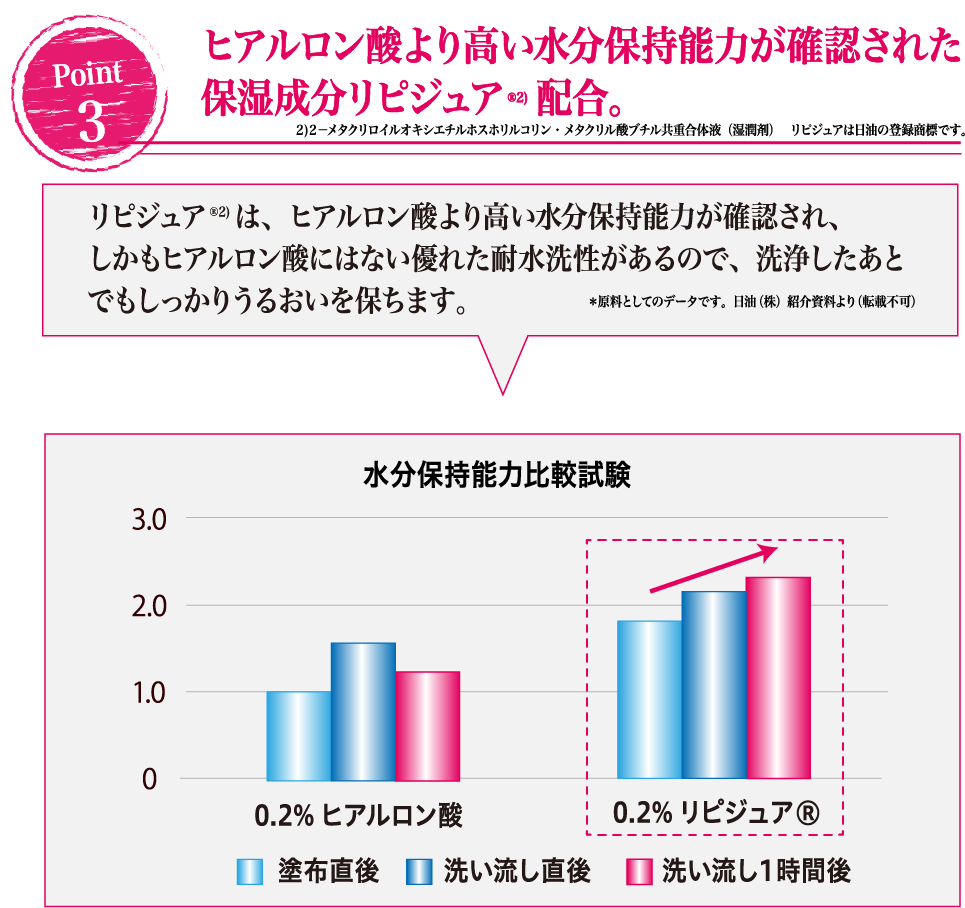 Point
3
ヒアルロン酸より高い水分保持能力が確認された
保湿成分リピジュア®2) 配合。
2)2－メタクリロイルオキシエチルホスホリルコリン・メタクリル酸ブチル共重合体液（湿潤剤） リピジュアは日油の登録商標です。
リピジュア®2) は、ヒアルロン酸より高い水分保持能力が確認され、
しかもヒアルロン酸にはない優れた耐水洗性があるので、洗浄したあと
でもしっかりうるおいを保ちます。
*原料としてのデータです。日油（株）紹介資料より（転載不可）
水分保持能力比較試験
3.0
2.0
1.0
0
0.2% ヒアルロン酸
0.2% リピジュア®
塗布直後 洗い流し直後 洗い流し1時間後